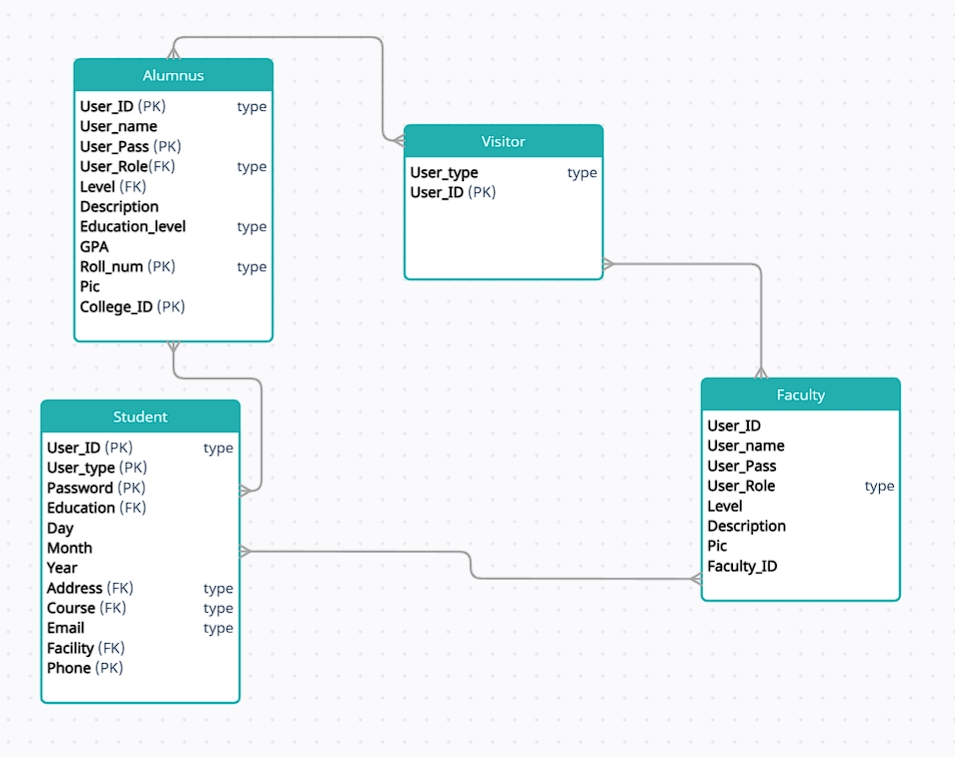 Alumnus
User_ID (PK) type
User_name
User_Pass (PK)
User_Role(FK) type
Level (FK)
Description
Education_level type
GPA
Roll_num (PK) type
Pic
College_ID (PK)
Visitor
User_type type
User_ID (PK)
Student
User_ID (PK) type
User_type (PK)
Password (PK)
Education (FK)
Day
Month
Year
Address (FK) type
Course (FK) type
Email type
Facility (FK)
Phone (PK)
Faculty
User_ID
User_name
User_Pass
User_Role type
Level
Description
Pic
Faculty_ID